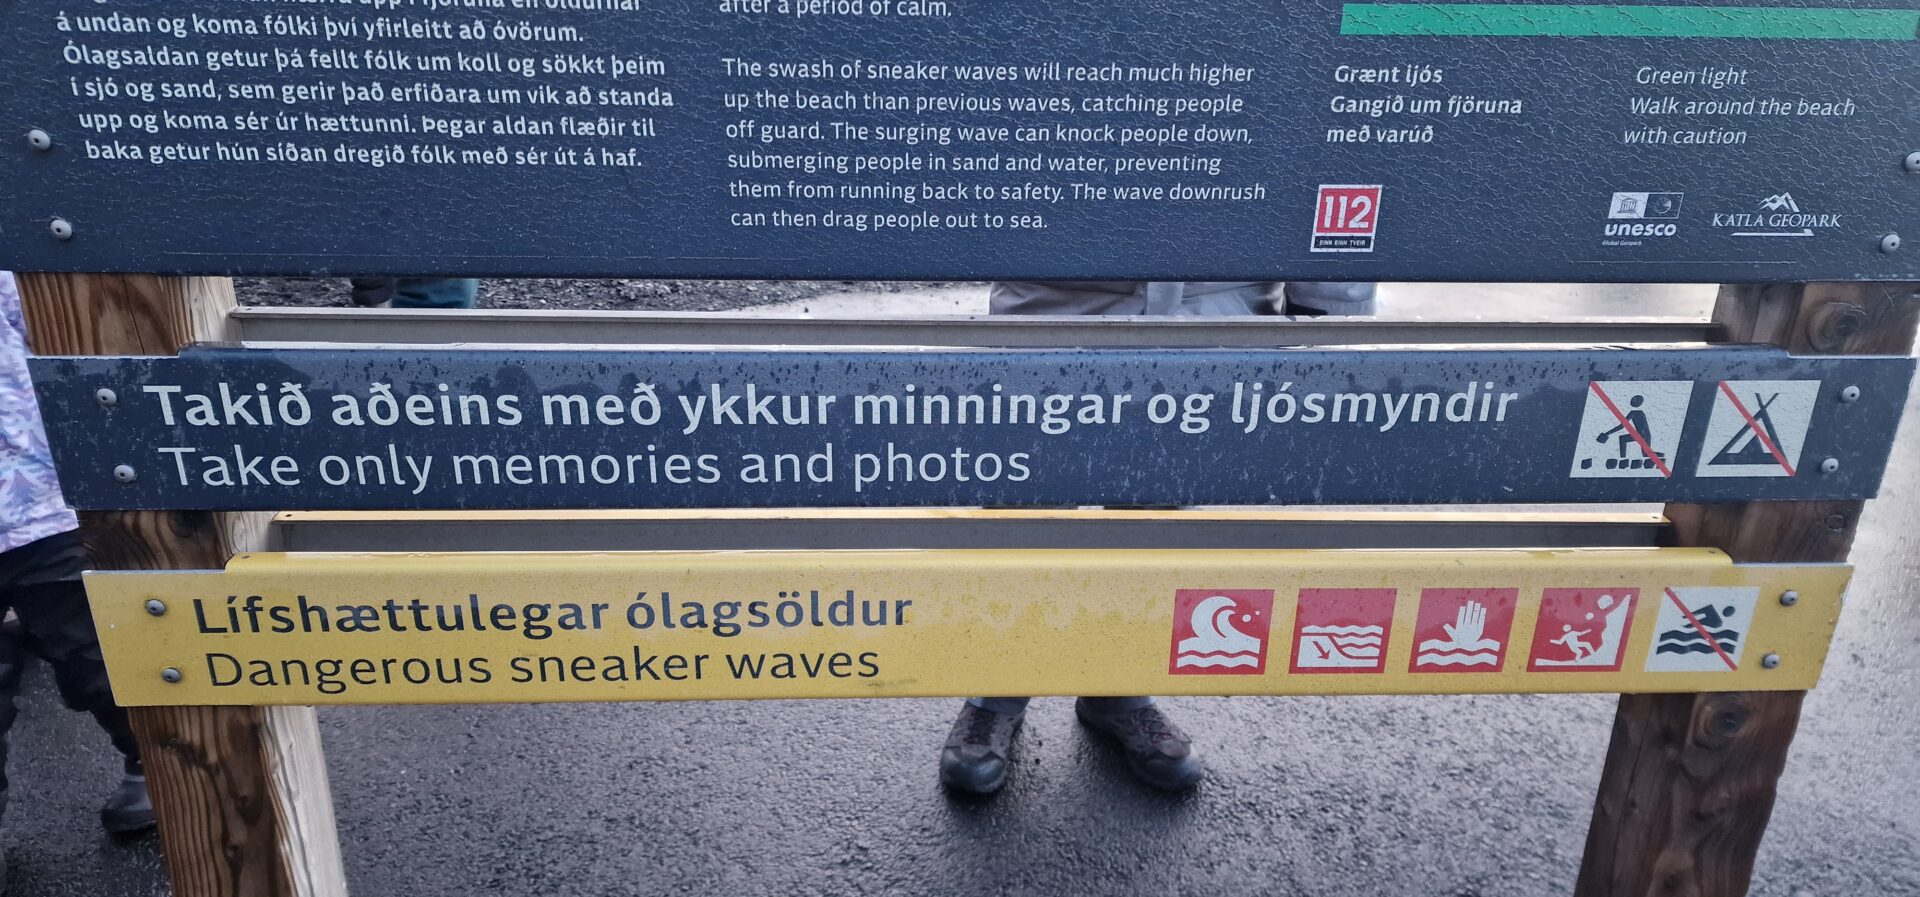 á undan og koma fólki því yfirleitt að óvörum.
Ólagsaldan getur þá fellt fólk um koll og sökkt þeim
í sjó og sand, sem gerir það erfiðara um vik að standa
upp og koma sér úr hættunni. Þegar aldan flæðir til
baka getur hún síðan dregið fólk með sér út á haf.
after a period of calm.
The swash of sneaker waves will reach much higher
up the beach than previous waves, catching people
off guard. The surging wave can knock people down,
submerging people in sand and water, preventing
them from running back to safety. The wave downrush
can then drag people out to sea.
Grænt ljós
Gangið um fjöruna
með varúð
Green light
Walk around the beach
with caution
112
EINN EINN TVEIR
unesco
Global Geopark
KATLA GEOPARK
Takið aðeins með ykkur minningar og ljósmyndir
Take only memories and photos
Lífshættulegar ólagsöldur
Dangerous sneaker waves